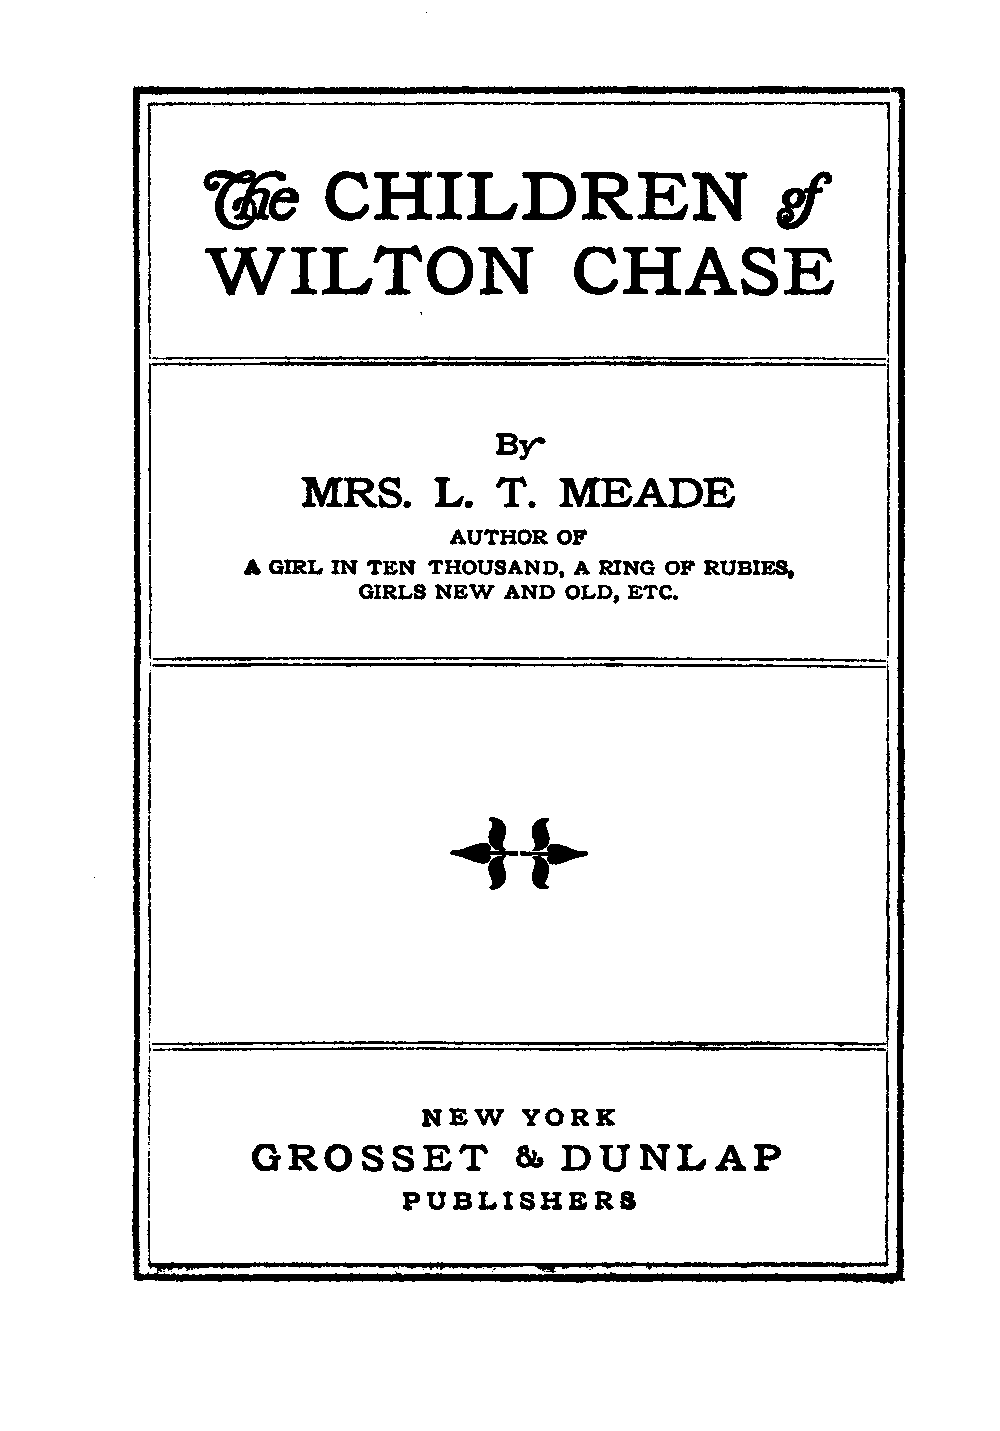 The CHILDREN of
WILTON CHASE
By
MRS. L. T. MEADE
AUTHOR OF
A GIRL IN TEN THOUSAND, A RING OF RUBIES,
GIRLS NEW AND OLD, ETC.
NEW YORK
GROSSET & DUNLAP
PUBLISHERS